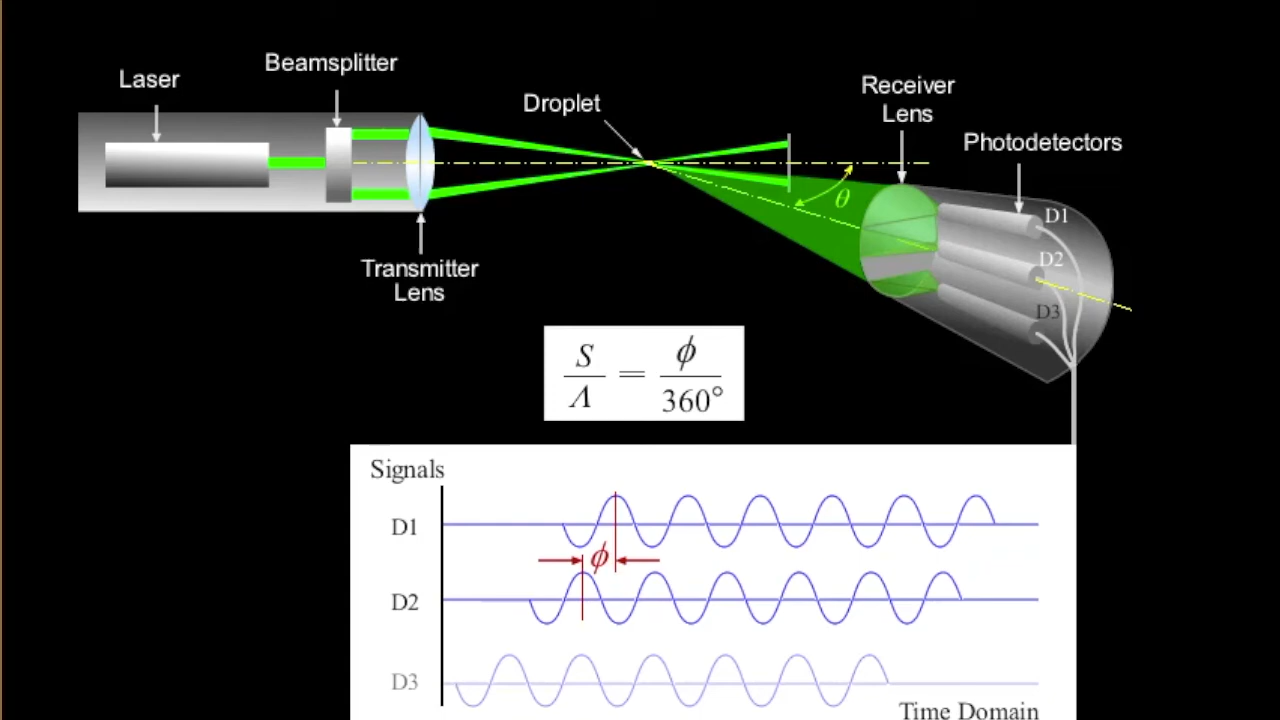 Laser
Beamsplitter
Droplet
Receiver
Lens
Photodetectors
D1
D2
D3
θ
Transmitter
Lens
S/Λ = ϕ/360°
Signals
D1
ϕ
D2
D3
Time Domain